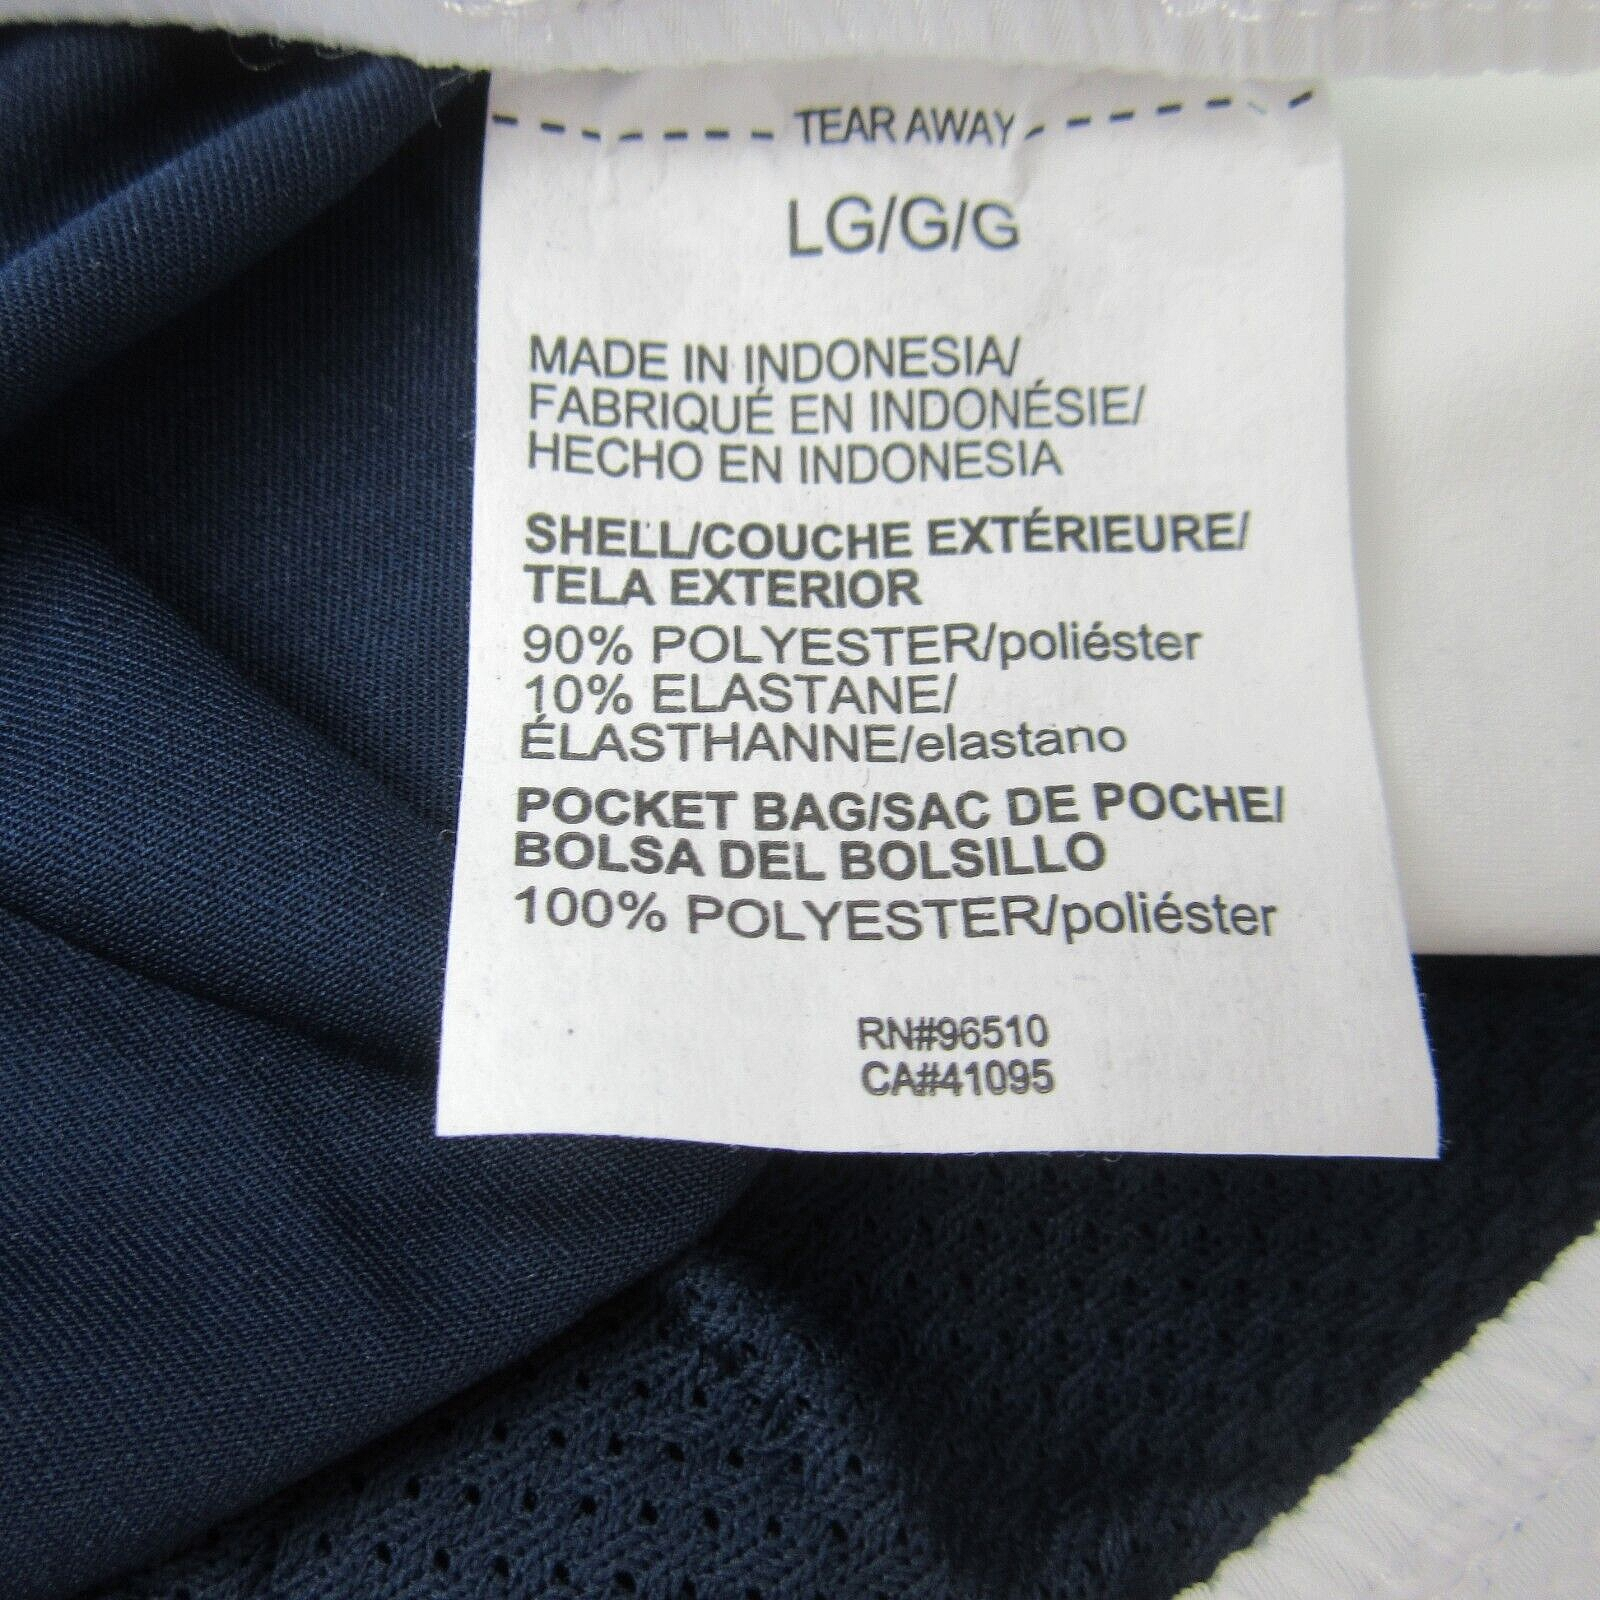 TEAR AWAY
LG/G/G
MADE IN INDONESIA/
FABRIQUÉ EN INDONÉSIE/
HECHO EN INDONESIA
SHELL/COUCHE EXTÉRIEURE/
TELA EXTERIOR
90% POLYESTER/poliéster
10% ELASTANE/
ÉLASTHANNE/elastano
POCKET BAG/SAC DE POCHE/
BOLSA DEL BOLSILLO
100% POLYESTER/poliéster
RN#96510
CA#41095